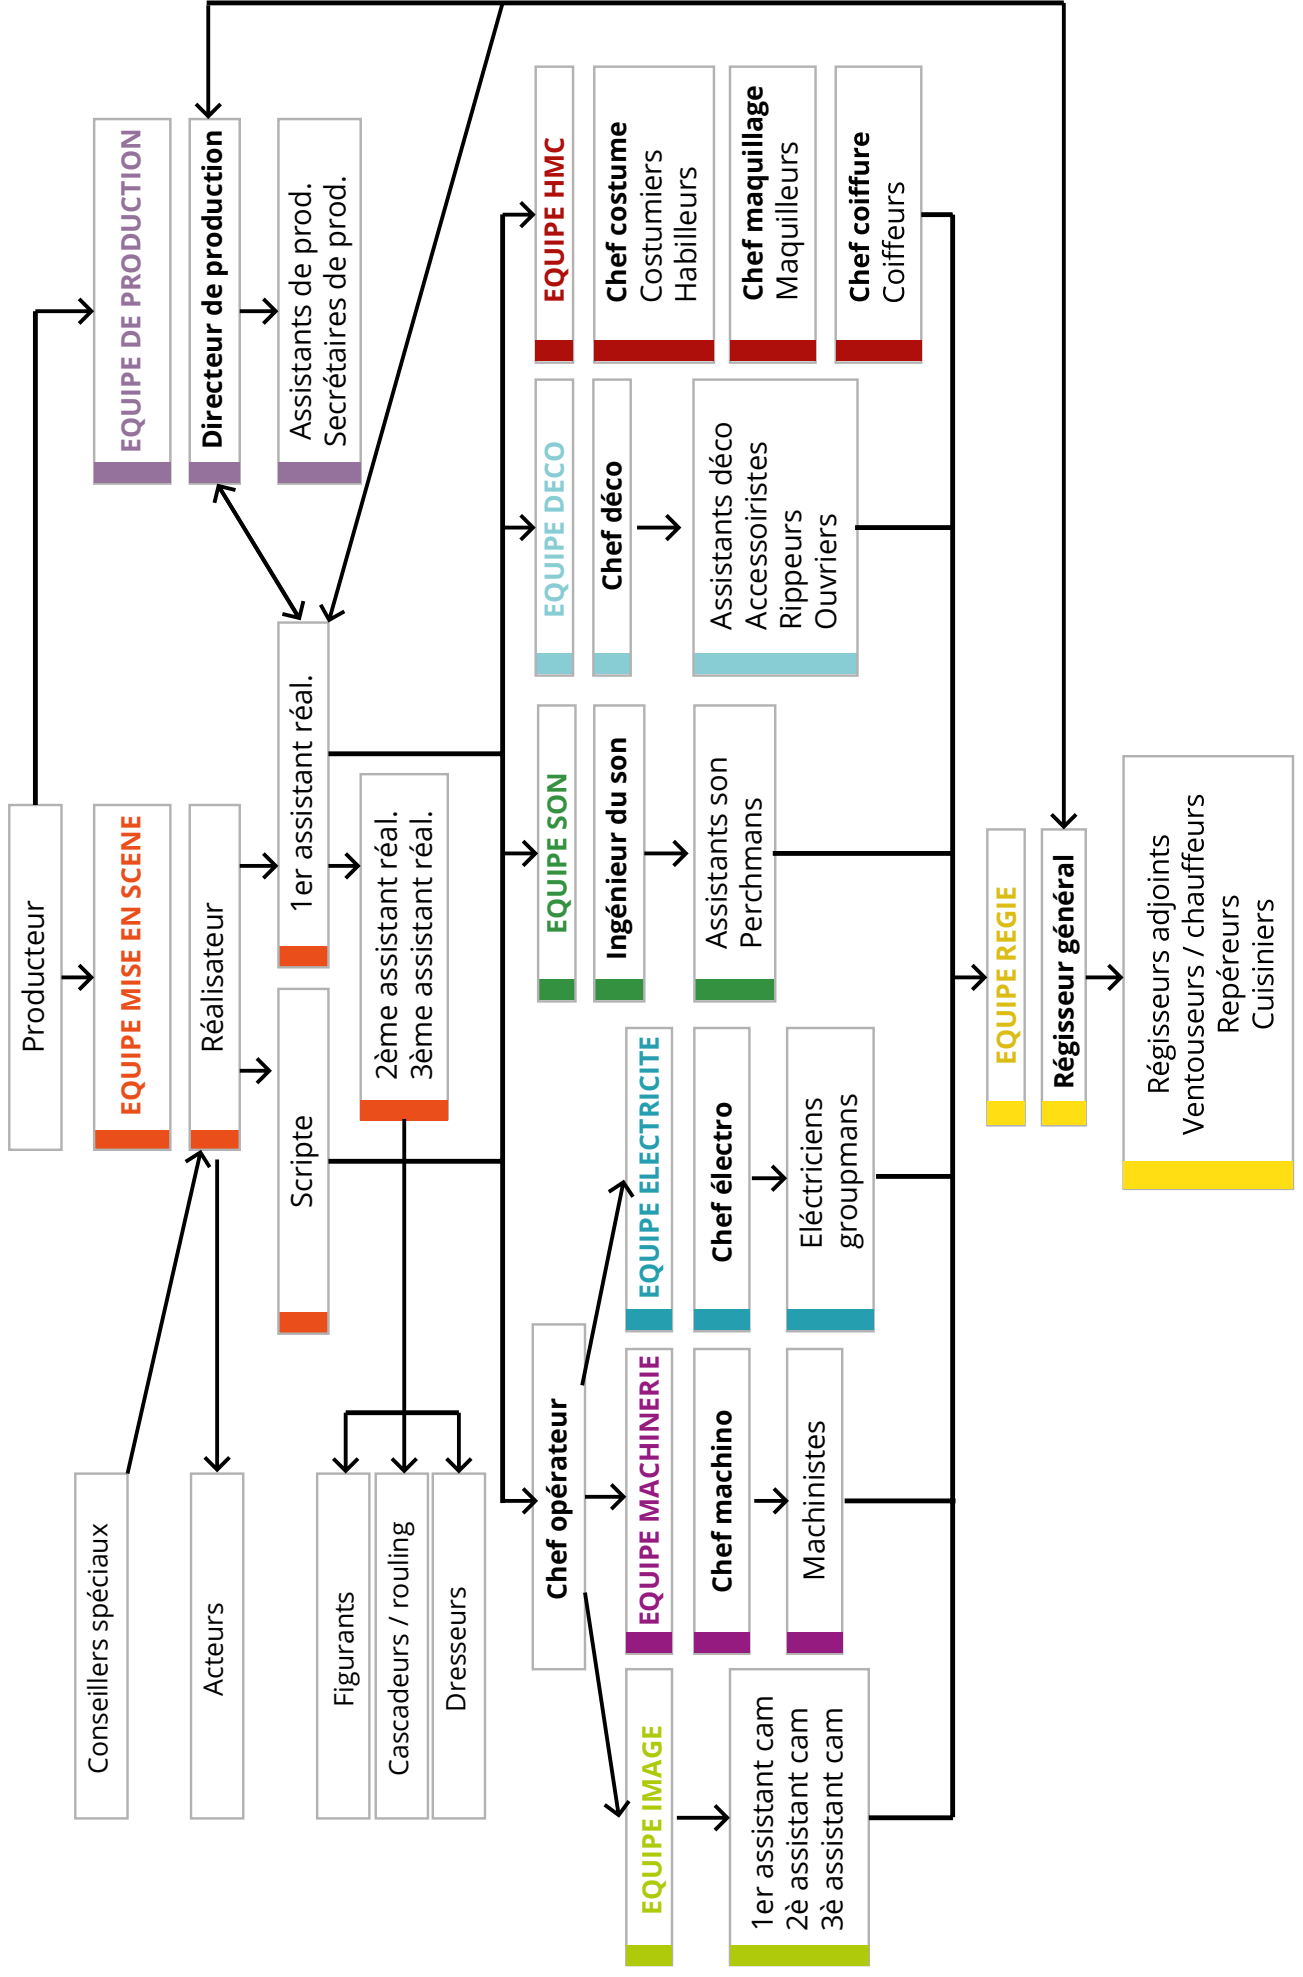 Producteur
EQUIPE MISE EN SCENE
EQUIPE DE PRODUCTION
Conseillers spéciaux
Réalisateur
Directeur de production
Acteurs
Scripte
1er assistant réal.
Assistants de prod.
Secrétaires de prod.
2ème assistant réal.
3ème assistant réal.
Figurants
Cascadeurs / rouling
Dresseurs
Chef opérateur
EQUIPE SON
EQUIPE DECO
EQUIPE HMC
EQUIPE IMAGE
EQUIPE MACHINERIE
EQUIPE ELECTRICITE
Ingénieur du son
Chef déco
Chef costume
Costumiers
Habilleurs
1er assistant cam
2è assistant cam
3è assistant cam
Chef machino
Chef électro
Assistants son
Perchmans
Assistants déco
Accessoiristes
Rippeurs
Ouvriers
Chef maquillage
Maquilleurs
Machinistes
Eléctriciens
groupmans
Chef coiffure
Coiffeurs
EQUIPE REGIE
Régisseur général
Régisseurs adjoints
Ventouseurs / chauffeurs
Repéreurs
Cuisiniers